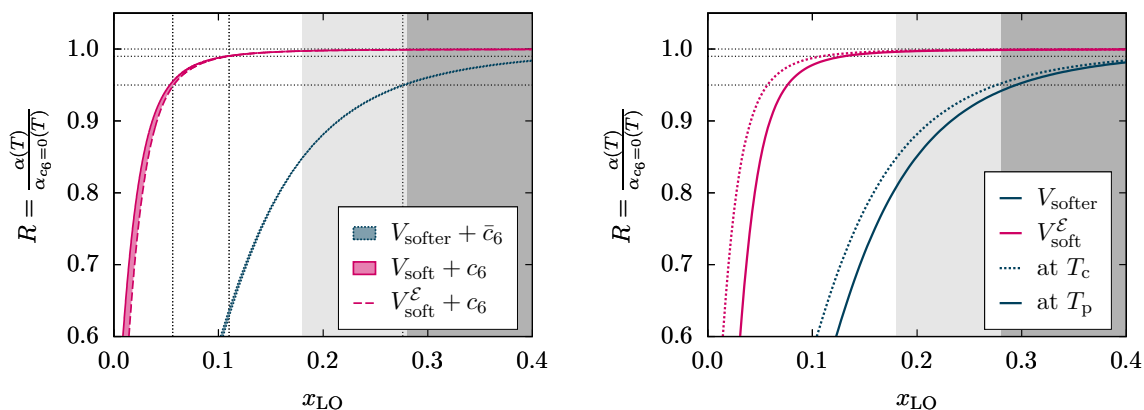 1.0
0.9
0.8
0.7
0.6
R = α(T) / α_{c_6=0}(T)
V_softer + c̄_6
V_soft + c_6
V^ℰ_soft + c_6
0.0 0.1 0.2 0.3 0.4
x_LO
1.0
0.9
0.8
0.7
0.6
R = α(T) / α_{c_6=0}(T)
V_softer
V^ℰ_soft
at T_c
at T_p
0.0 0.1 0.2 0.3 0.4
x_LO